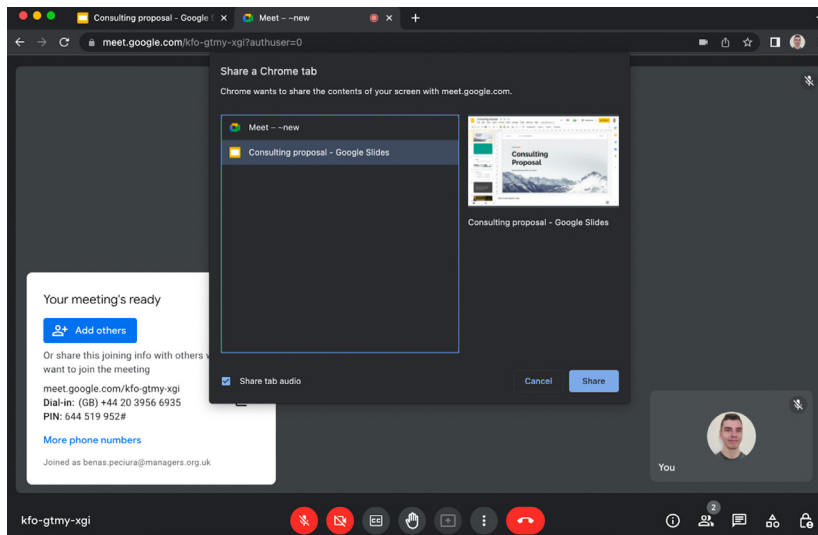 Consulting proposal - Google S
Meet – ~new
meet.google.com/kfo-gtmy-xgi?authuser=0
Share a Chrome tab
Chrome wants to share the contents of your screen with meet.google.com.
Meet – ~new
Consulting proposal - Google Slides
Consulting
Proposal
Consulting proposal - Google Slides
Share tab audio
Cancel
Share
Your meeting's ready
Add others
Or share this joining info with others
want to join the meeting
meet.google.com/kfo-gtmy-xgi
Dial-in: (GB) +44 20 3956 6935
PIN: 644 519 952#
More phone numbers
Joined as benas.peciura@managers.org.uk
You
kfo-gtmy-xgi
CC
2